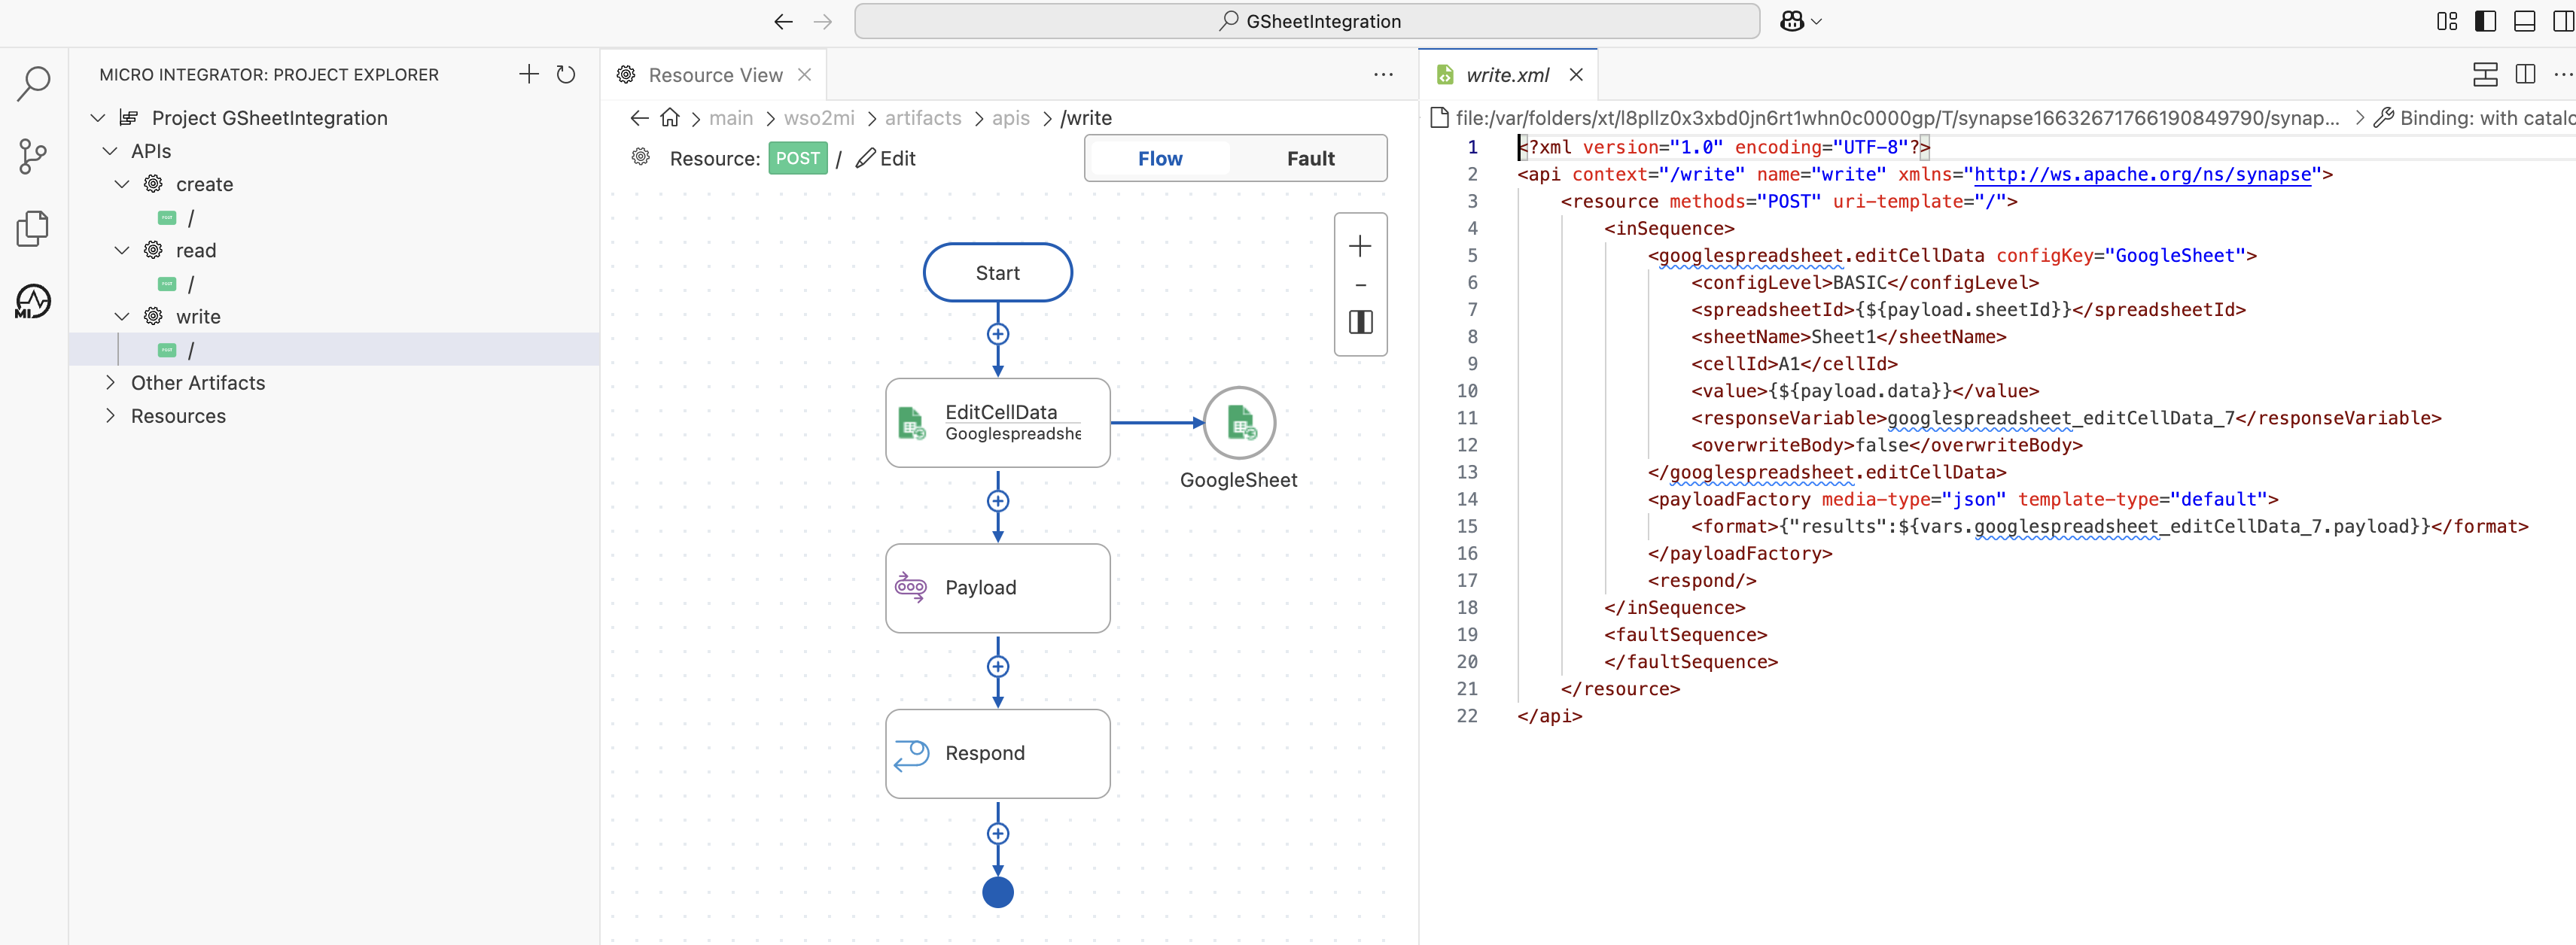 GSheetIntegration
MICRO INTEGRATOR: PROJECT EXPLORER
Project GSheetIntegration
APIs
create
POST /
read
POST /
write
POST /
Other Artifacts
Resources
MI
Resource View
main > wso2mi > artifacts > apis > /write
Resource: POST / Edit
Flow
Fault
Start
EditCellData
Googlespreadshe
GoogleSheet
Payload
Respond
write.xml
file:/var/folders/xt/l8pllz0x3xbd0jn6rt1whn0c0000gp/T/synapse16632671766190849790/synap... > Binding: with catalo
1 <?xml version="1.0" encoding="UTF-8"?>
2 <api context="/write" name="write" xmlns="http://ws.apache.org/ns/synapse">
3 <resource methods="POST" uri-template="/">
4 <inSequence>
5 <googlespreadsheet.editCellData configKey="GoogleSheet">
6 <configLevel>BASIC</configLevel>
7 <spreadsheetId>{${payload.sheetId}}</spreadsheetId>
8 <sheetName>Sheet1</sheetName>
9 <cellId>A1</cellId>
10 <value>{${payload.data}}</value>
11 <responseVariable>googlespreadsheet_editCellData_7</responseVariable>
12 <overwriteBody>false</overwriteBody>
13 </googlespreadsheet.editCellData>
14 <payloadFactory media-type="json" template-type="default">
15 <format>{"results":${vars.googlespreadsheet_editCellData_7.payload}}</format>
16 </payloadFactory>
17 <respond/>
18 </inSequence>
19 <faultSequence>
20 </faultSequence>
21 </resource>
22 </api>